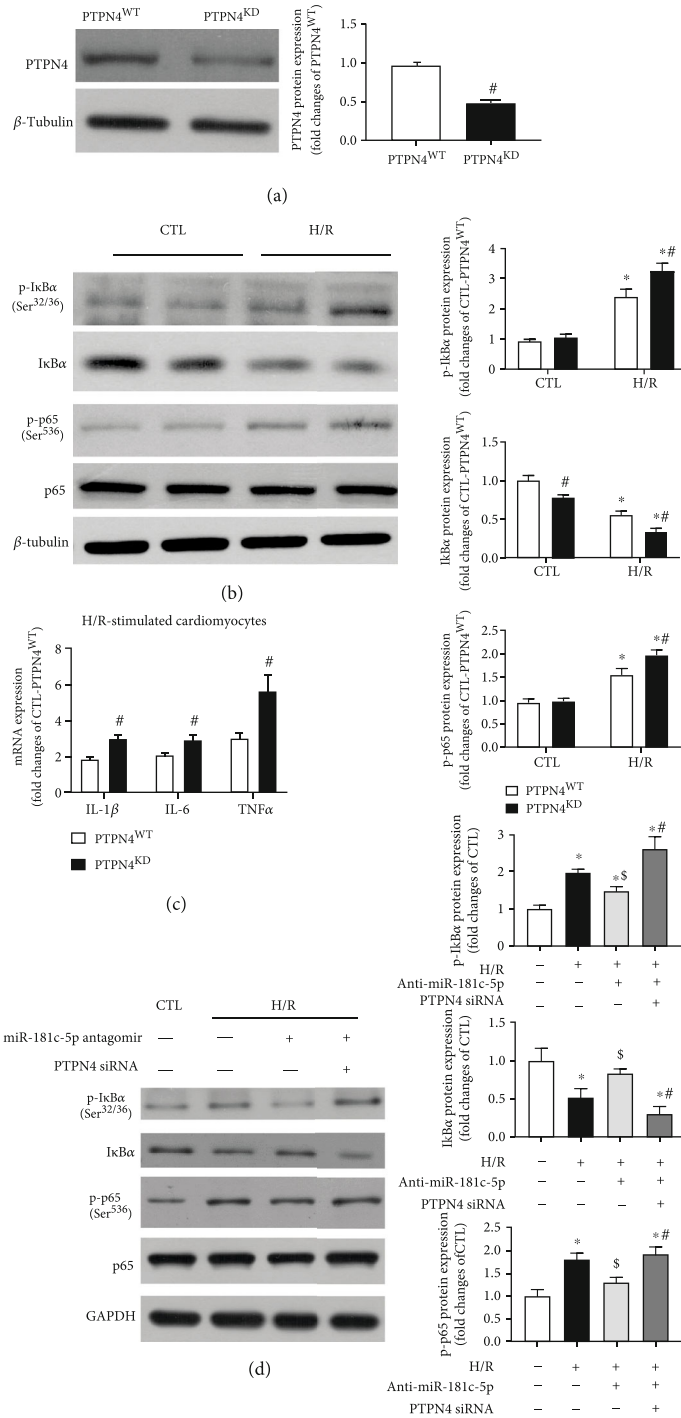 PTPN4WT PTPN4KD
PTPN4
β-Tubulin
PTPN4 protein expression
(fold changes of PTPN4WT)
1.5
1.0
0.5
0.0
#
PTPN4WT
PTPN4KD
(a)
CTL H/R
p-IκBα
(Ser32/36)
IκBα
p-p65
(Ser536)
p65
β-tubulin
(b)
p-IkBα protein expression
(fold changes of CTL-PTPN4WT)
4
3
2
1
0
* *#
CTL H/R
IkBα protein expression
(fold changes of CTL-PTPN4WT)
1.5
1.0
0.5
0.0
# * *#
CTL H/R
p-p65 protein expression
(fold changes of CTL-PTPN4WT)
2.5
2.0
1.5
1.0
0.5
0.0
* *#
CTL H/R
PTPN4WT
PTPN4KD
H/R-stimulated cardiomyocytes
mRNA expression
(fold changes of CTL-PTPN4WT)
8
6
4
2
0
# # #
IL-1β IL-6 TNFα
PTPN4WT
PTPN4KD
(c)
p-IkBα protein expression
(fold changes of CTL)
3
2
1
0
* *$ *#
H/R – + + +
Anti-miR-181c-5p – – + +
PTPN4 siRNA – – – +
CTL H/R
miR-181c-5p antagomir — — + +
PTPN4 siRNA — — — +
p-IκBα
(Ser32/36)
IκBα
p-p65
(Ser536)
p65
GAPDH
(d)
IkBα protein expression
(fold changes of CTL)
1.5
1.0
0.5
0.0
* $ *#
H/R – + + +
Anti-miR-181c-5p – – + +
PTPN4 siRNA – – – +
p-p65 protein expression
(fold changes ofCTL)
2.5
2.0
1.5
1.0
0.5
0.0
* $ *#
H/R – + + +
Anti-miR-181c-5p – – + +
PTPN4 siRNA – – – +